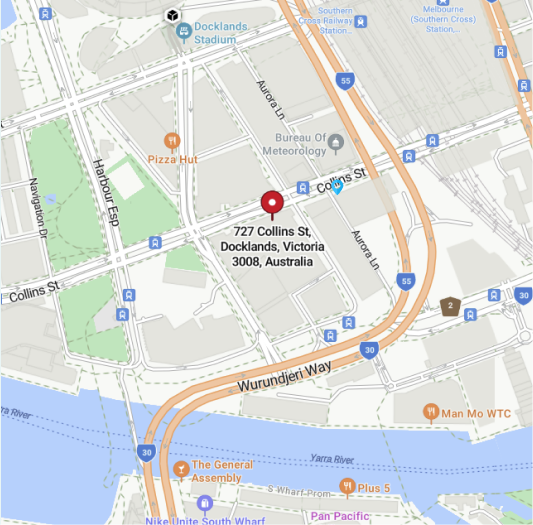 Docklands
Stadium
Southern
Cross Railway
Station...
Melbourne
(Southern Cross)
Station...
55
Aurora Ln
Bureau Of
Meteorology
Pizza Hut
Harbour Esp
Navigation Dr
Collins St
727 Collins St,
Docklands, Victoria
3008, Australia
Aurora Ln
Collins St
55
30
2
30
Wurundjeri Way
Man Mo WTC
Yarra River
30
The General
Assembly
S Wharf Prom
Plus 5
Nike Unite South Wharf
Pan Pacific